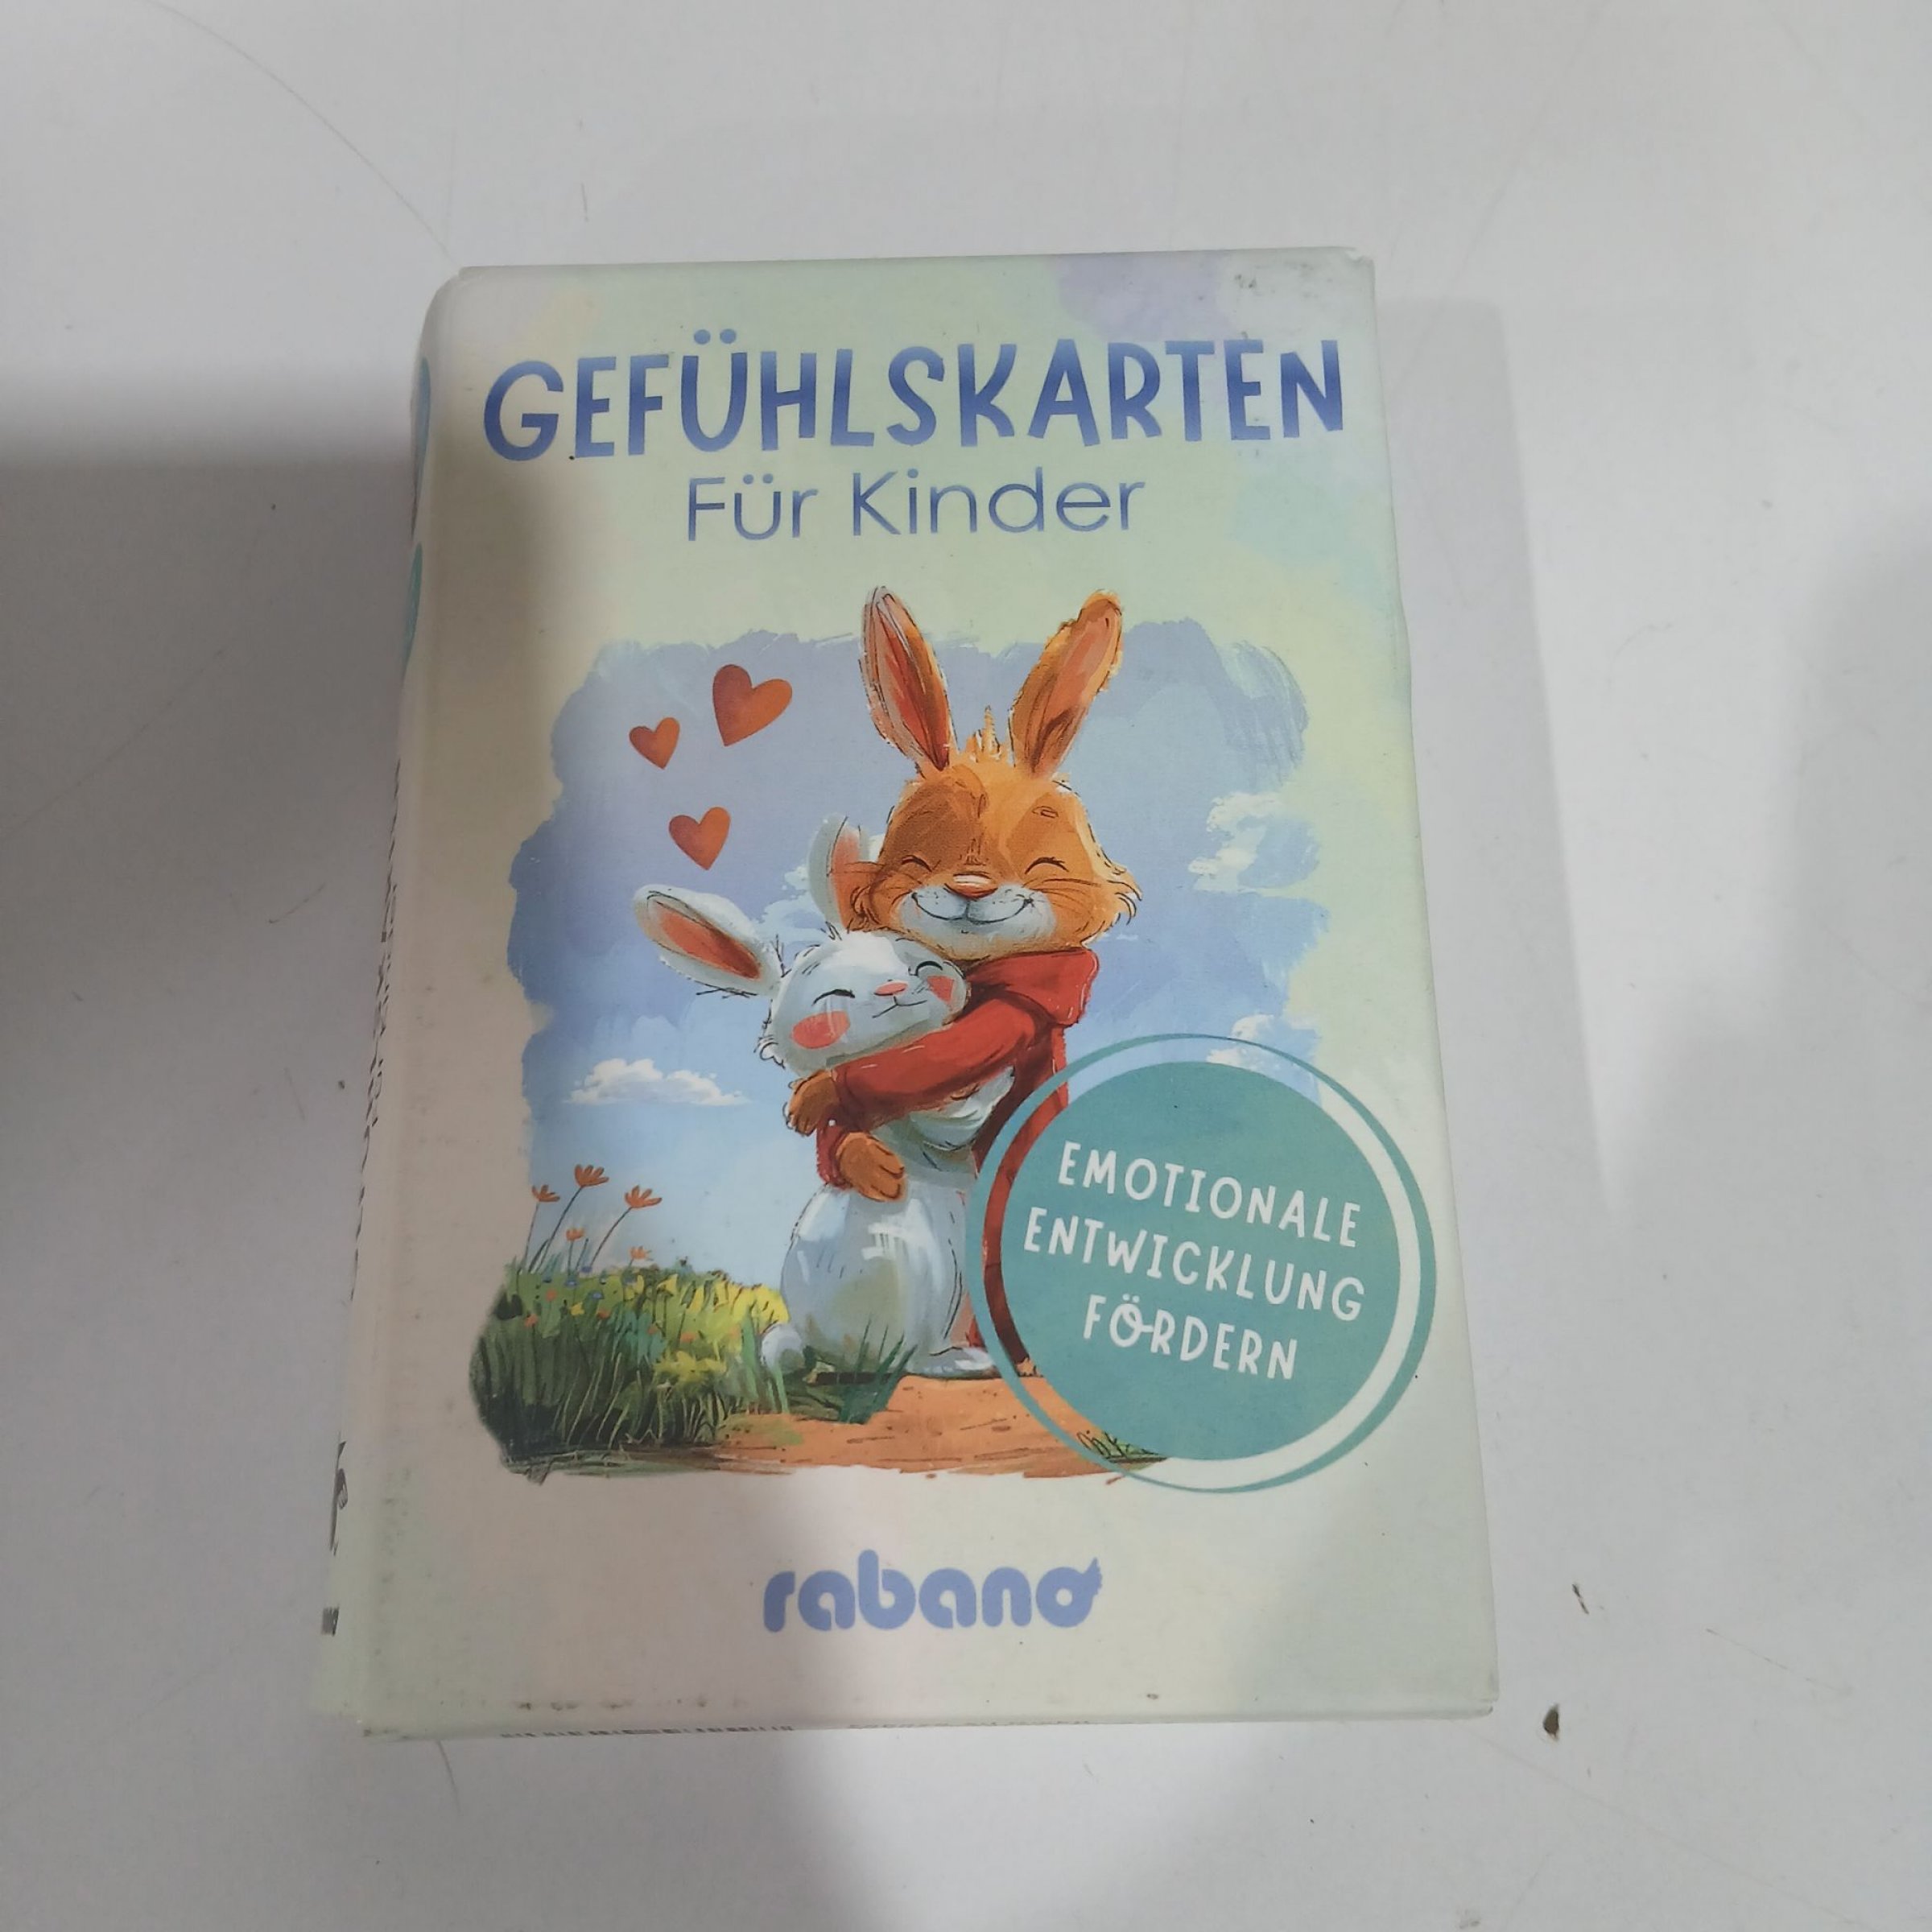 GEFÜHLSKARTEN
Für Kinder
EMOTIONALE
ENTWICKLUNG
FÖRDERN
rabano